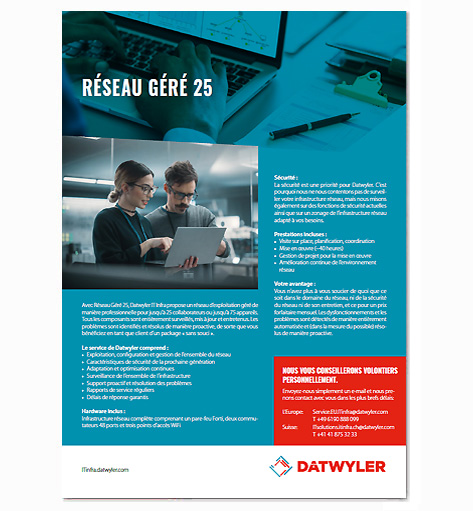 RÉSEAU GÉRÉ 25
Sécurité :
La sécurité est une priorité pour Datwyler. C'est
pourquoi nous ne nous contentons pas de surveil-
ler votre infrastructure réseau, mais nous misons
également sur des fonctions de sécurité actuelles
ainsi que sur un zonage de l'infrastructure réseau
adapté à vos besoins.
Prestations incluses :
• Visite sur place, planification, coordination
• Mise en œuvre (~40 heures)
• Gestion de projet pour la mise en œuvre
• Amélioration continue de l'environnement
réseau
Votre avantage :
Vous n'avez plus à vous soucier de quoi que ce
soit dans le domaine du réseau, ni de la sécurité
du réseau ni de son entretien, et ce pour un prix
forfaitaire mensuel. Les dysfonctionnements et les
problèmes sont détectés de manière entièrement
automatisée et (dans la mesure du possible) réso-
lus de manière proactive.
Avec Réseau Géré 25, Datwyler IT Infra propose un réseau d'exploitation géré de
manière professionnelle pour jusqu'à 25 collaborateurs ou jusqu'à 75 appareils.
Tous les composants sont entièrement surveillés, mis à jour et entretenus. Les
problèmes sont identifiés et résolus de manière proactive, de sorte que vous
bénéficiez en tant que client d'un package « sans souci ».
Le service de Datwyler comprend :
• Exploitation, configuration et gestion de l'ensemble du réseau
• Caractéristiques de sécurité de la prochaine génération
• Adaptation et optimisation continues
• Surveillance de l'ensemble de l'infrastructure
• Support proactif et résolution des problèmes
• Rapports de service réguliers
• Délais de réponse garantis
Hardware inclus :
Infrastructure réseau complète comprenant un pare-feu Forti, deux commu-
tateurs 48 ports et trois points d'accès WiFi
NOUS VOUS CONSEILLERONS VOLONTIERS
PERSONNELLEMENT.
Envoyez-nous simplement un e-mail et nous pre-
nons contact avec vous dans les plus brefs délais:
L'Europe: Service.EU.ITinfra@datwyler.com
T +49 6190 888 099
Suisse: ITsolutions.itinfra.ch@datwyler.com
T +41 41 875 32 33
ITinfra.datwyler.com
DATWYLER